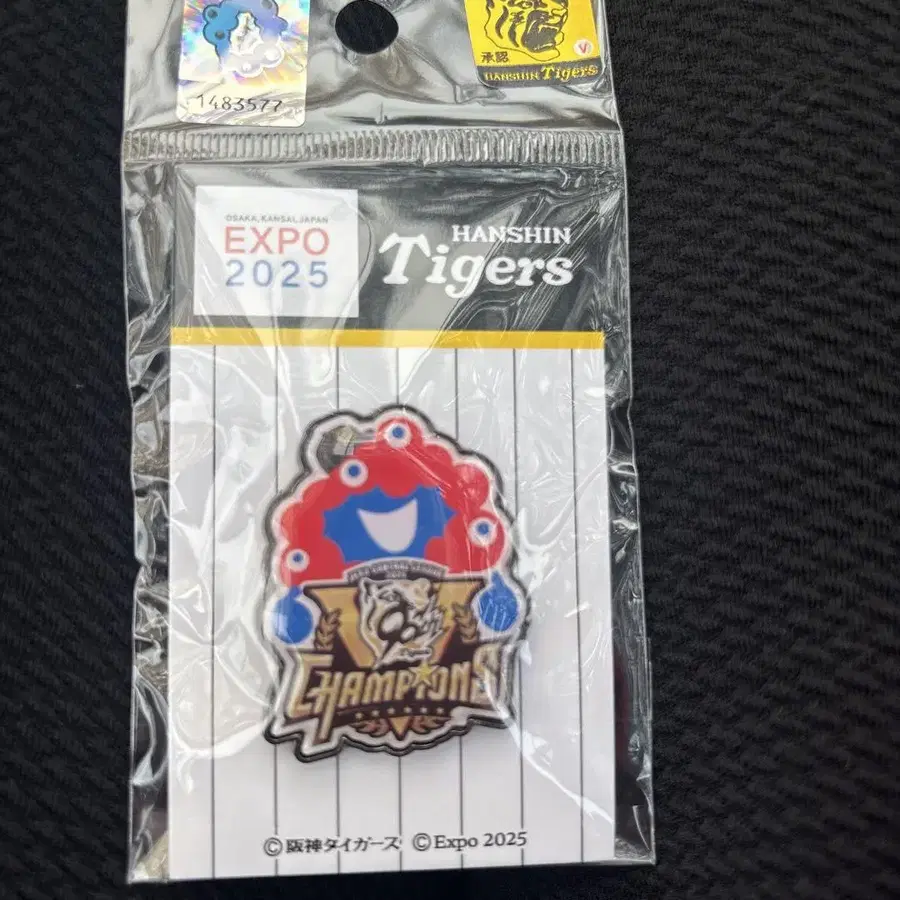 1483577
承認
V
HANSHIN Tigers
OSAKA, KANSAI, JAPAN
EXPO
2025
HANSHIN
Tigers
CHAMPIONS
©阪神タイガース ©Expo 2025